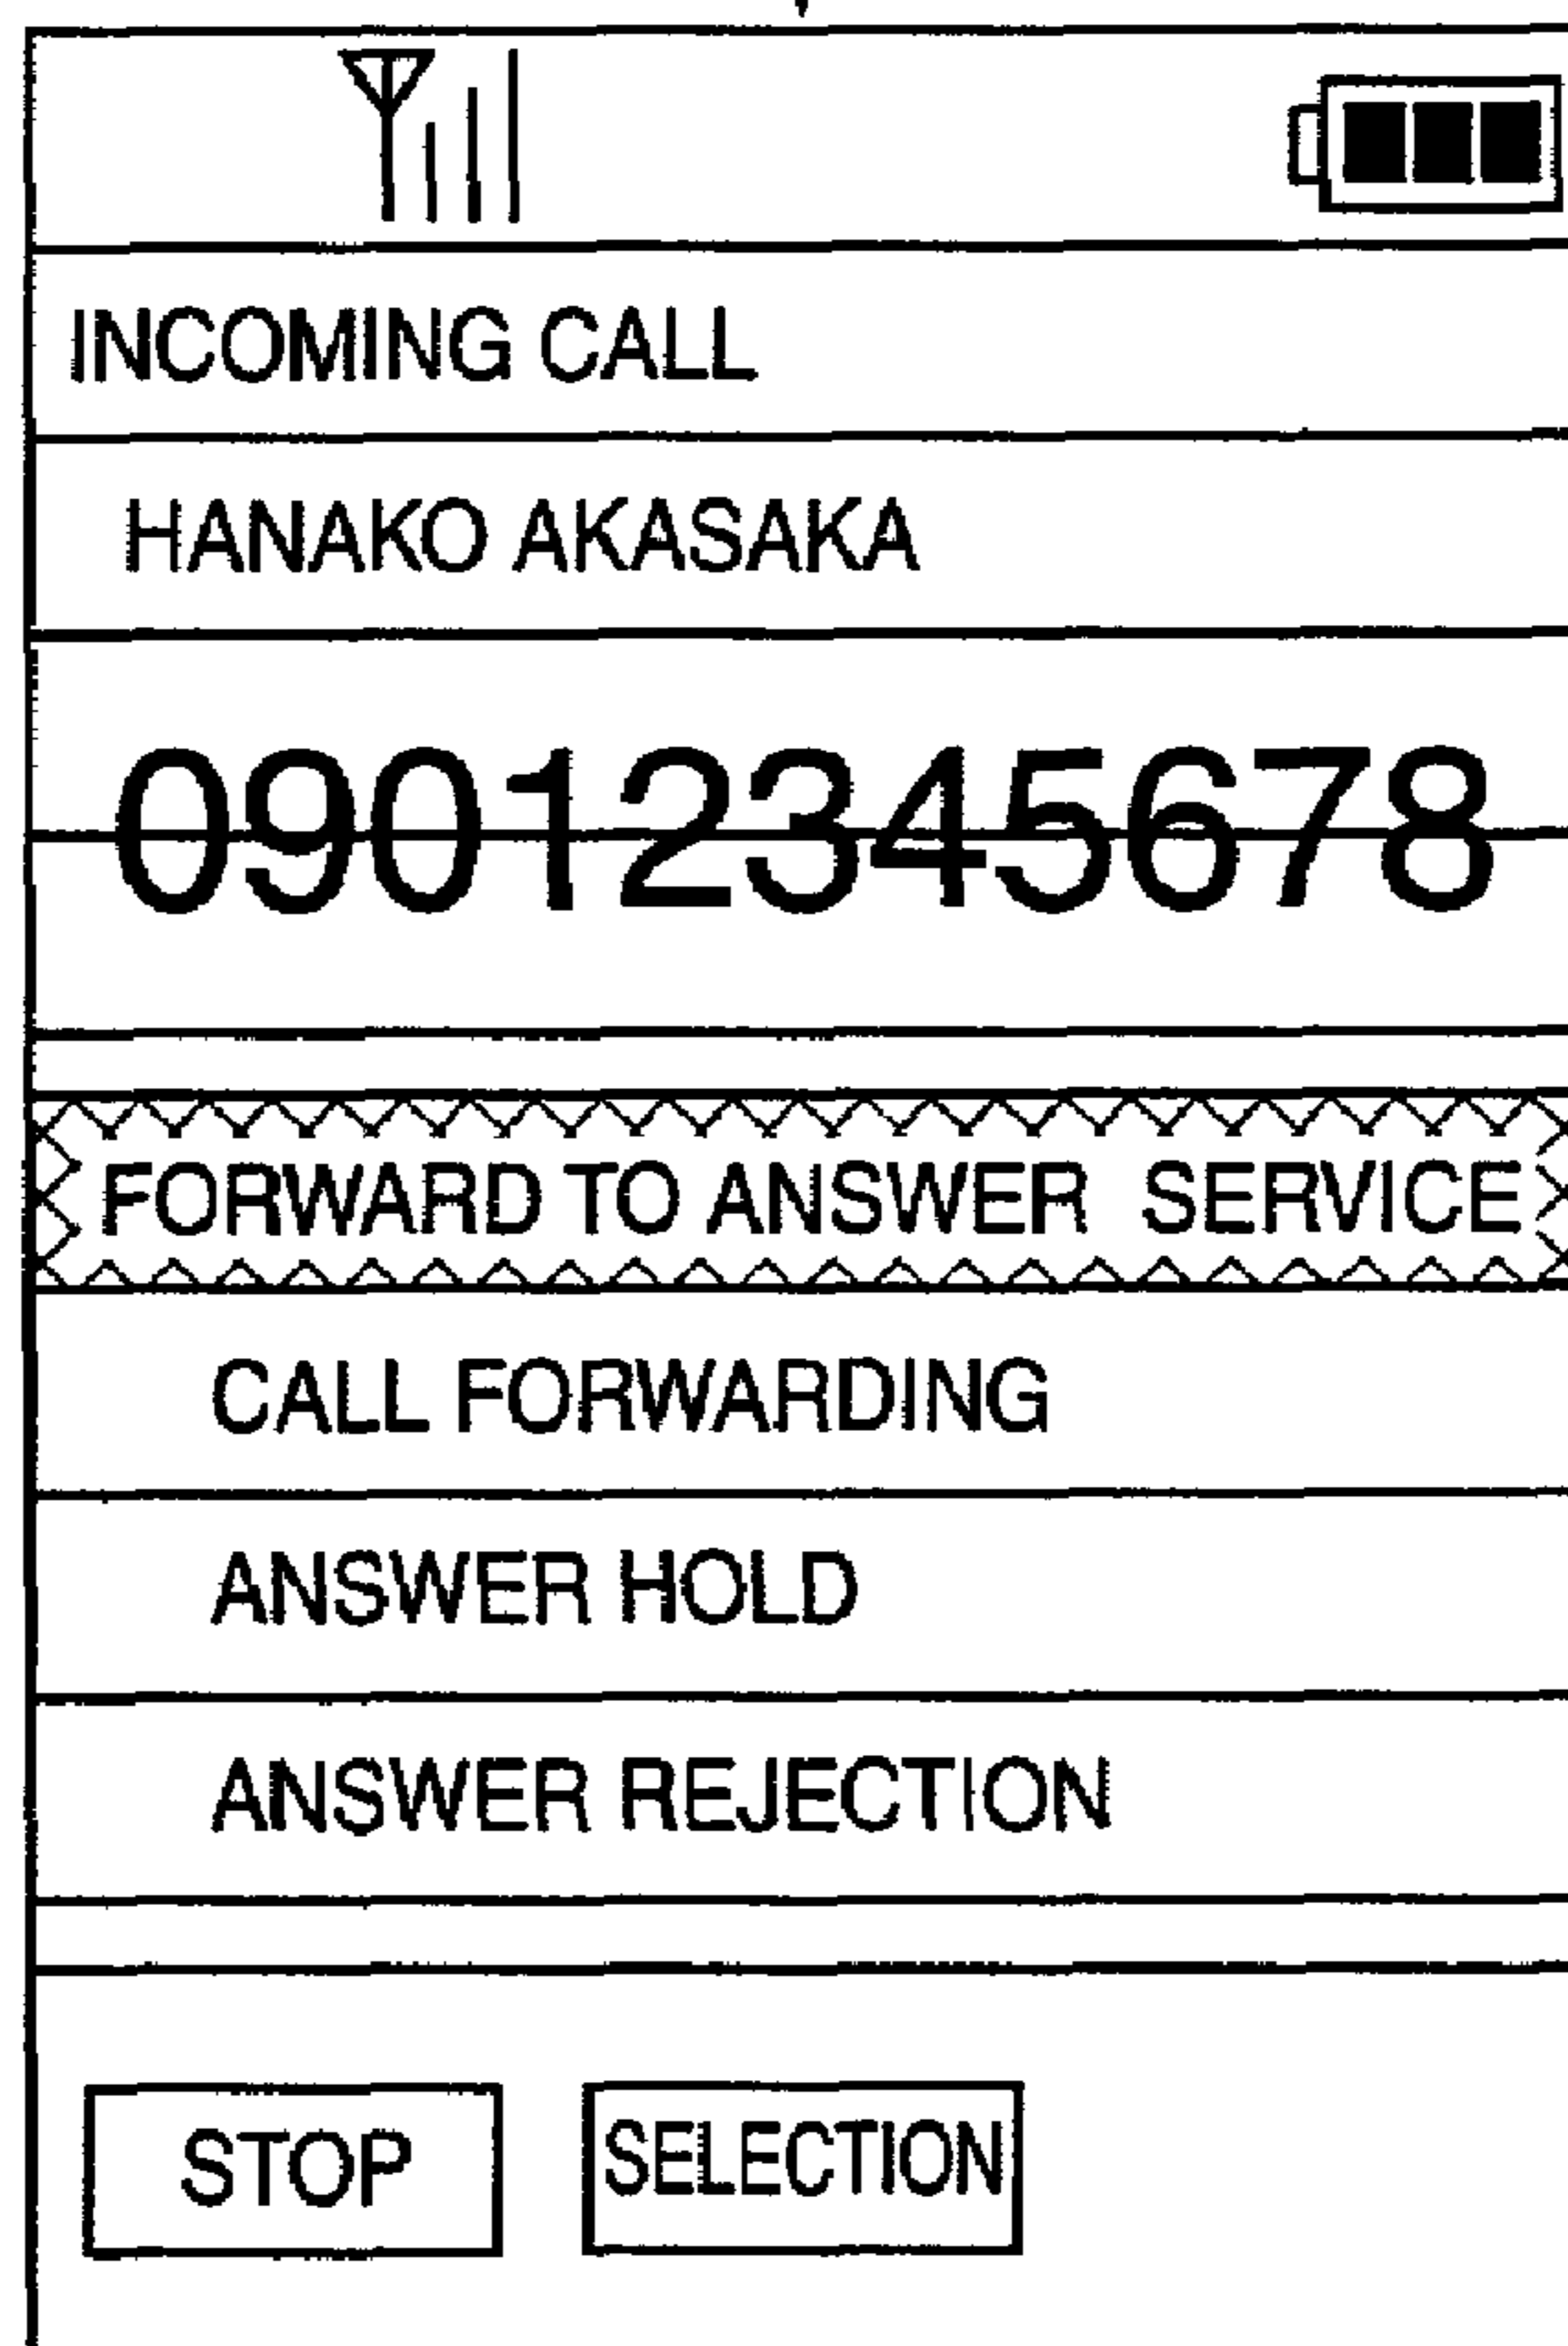 INCOMING CALL
HANAKO AKASAKA
09012345678
FORWARD TO ANSWER SERVICE
CALL FORWARDING
ANSWER HOLD
ANSWER REJECTION
STOP SELECTION